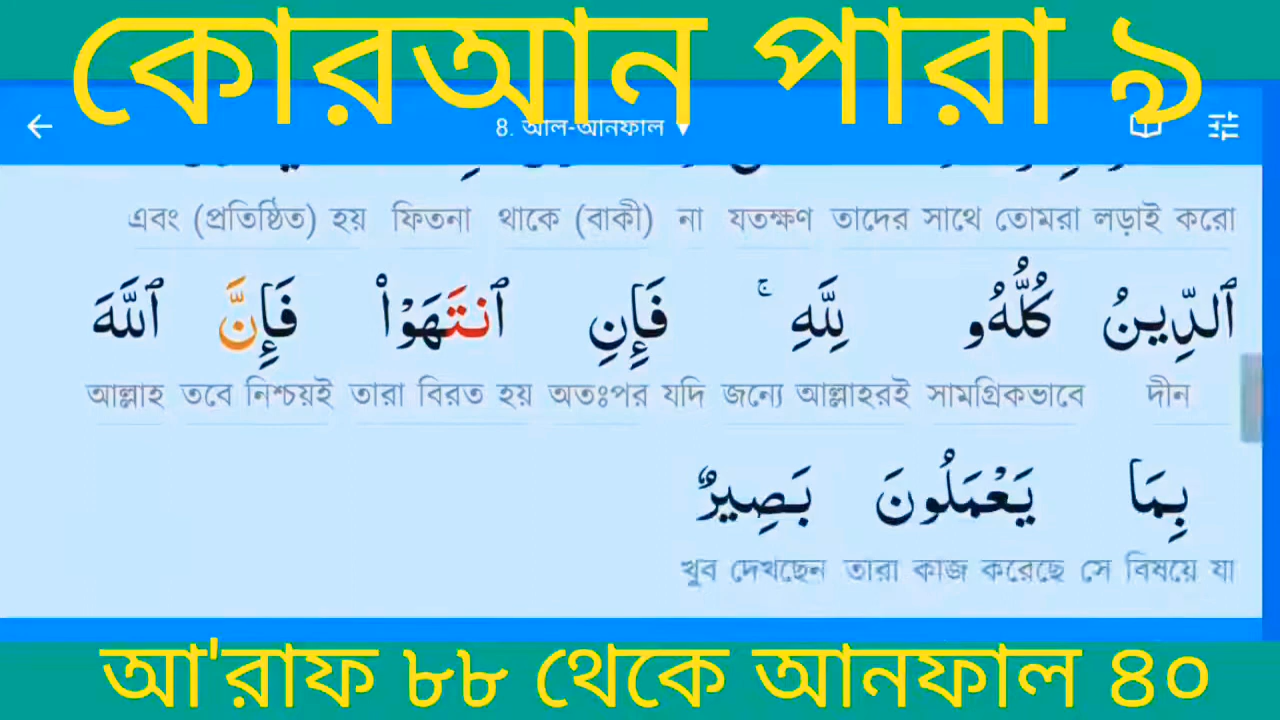 কোরআন পারা ৯
8. আল-আনফাল ▼
এবং (প্রতিষ্ঠিত) হয় ফিতনা থাকে (বাকী) না যতক্ষণ তাদের সাথে তোমরা লড়াই করো
ٱلدِّينُ كُلُّهُۥ لِلَّهِ ۚ فَإِنِ ٱنتَهَوْا۟ فَإِنَّ ٱللَّهَ
আল্লাহ তবে নিশ্চয়ই তারা বিরত হয় অতঃপর যদি জন্যে আল্লাহরই সামগ্রিকভাবে দীন
بِمَا يَعْمَلُونَ بَصِيرٌ
খুব দেখছেন তারা কাজ করেছে সে বিষয়ে যা
আ'রাফ ৮৮ থেকে আনফাল ৪০